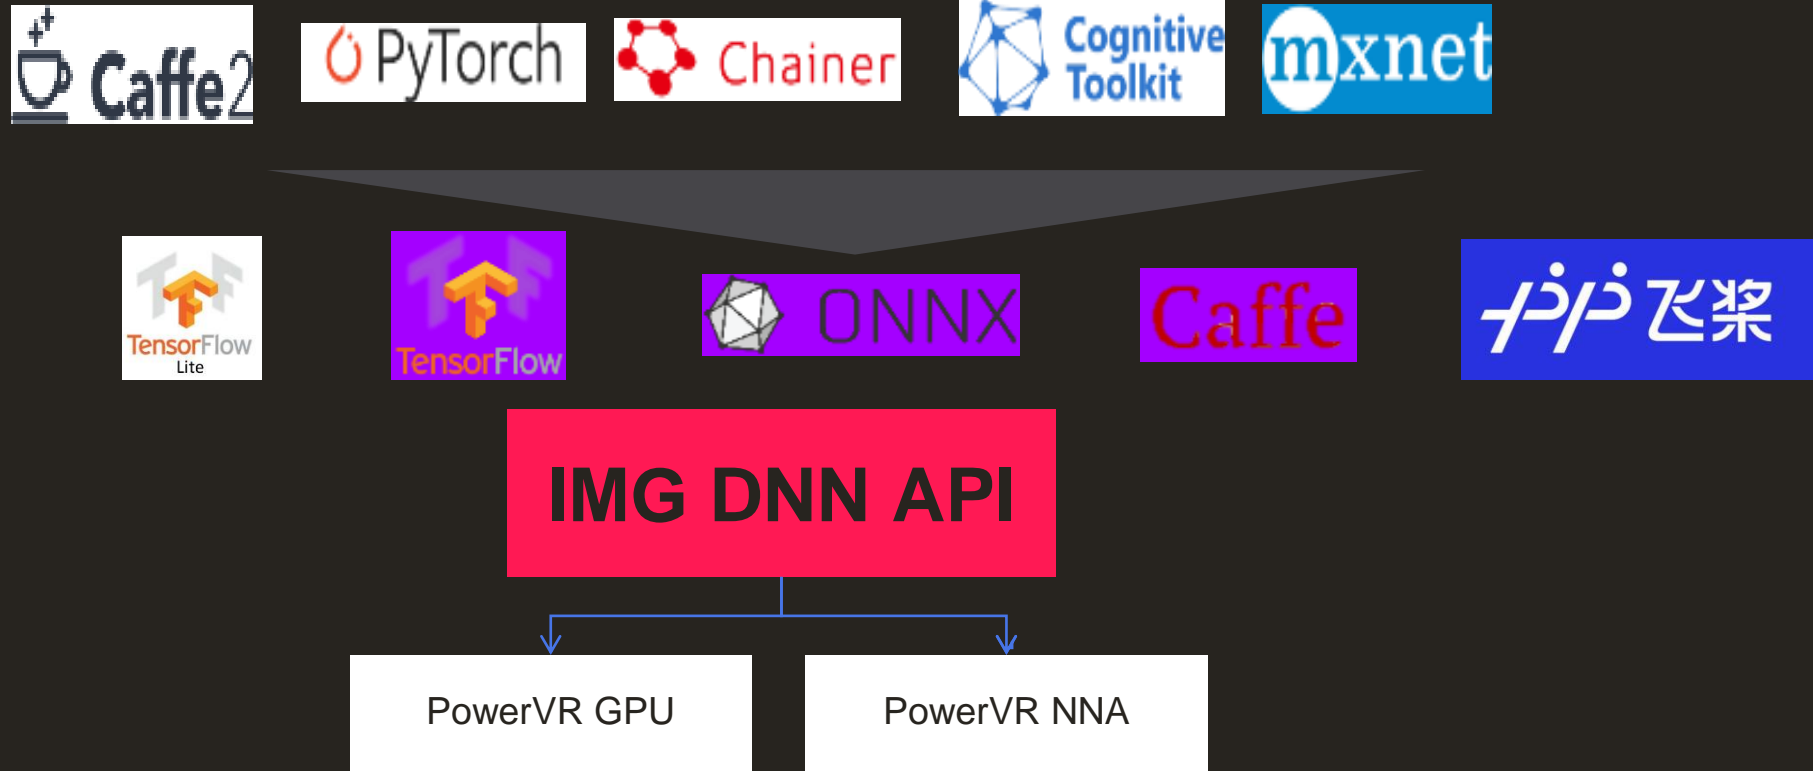 Caffe2
PyTorch
Chainer
Cognitive
Toolkit
mxnet
TensorFlow
Lite
TensorFlow
ONNX
Caffe
飞桨
IMG DNN API
PowerVR GPU
PowerVR NNA